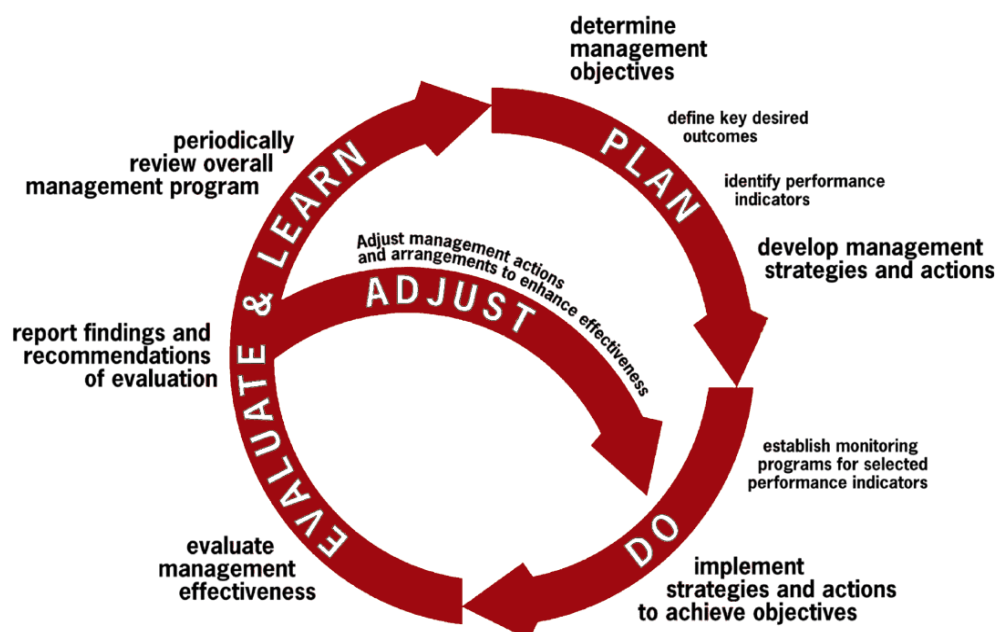 determine
management
objectives
define key desired
outcomes
PLAN
identify performance
indicators
develop management
strategies and actions
establish monitoring
programs for selected
performance indicators
DO
implement
strategies and actions
to achieve objectives
evaluate
management
effectiveness
EVALUATE & LEARN
report findings and
recommendations
of evaluation
periodically
review overall
management program
Adjust management actions
and arrangements to enhance effectiveness
ADJUST